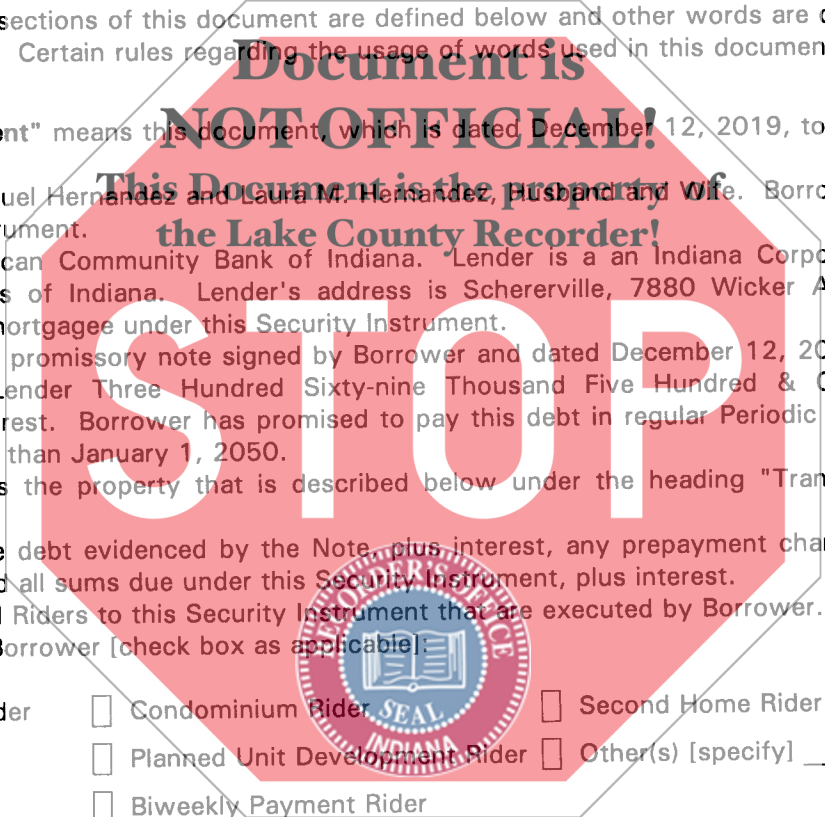 sections of this document are defined below and other words are
Certain rules regarding the usage of words used in this documen
Document is
NOT OFFICIAL!
ent" means this document, which is dated December 12, 2019, to
This Document is the property of
uel Hernandez and Laura M. Hernandez, Husband and Wife. Borro
rument.
the Lake County Recorder!
can Community Bank of Indiana. Lender is a an Indiana Corpo
s of Indiana. Lender's address is Schererville, 7880 Wicker A
ortgagee under this Security Instrument.
promissory note signed by Borrower and dated December 12, 20
ender Three Hundred Sixty-nine Thousand Five Hundred &
rest. Borrower has promised to pay this debt in regular Periodic
than January 1, 2050.
STOP
s the property that is described below under the heading "Tran
e debt evidenced by the Note, plus interest, any prepayment char
d all sums due under this Security Instrument, plus interest.
l Riders to this Security Instrument that are executed by Borrower.
Borrower [check box as applicable]:
RECORDER'S OFFICE
SEAL
INDIANA
der Condominium Rider Second Home Rider
Planned Unit Development Rider Other(s) [specify]
Biweekly Payment Rider